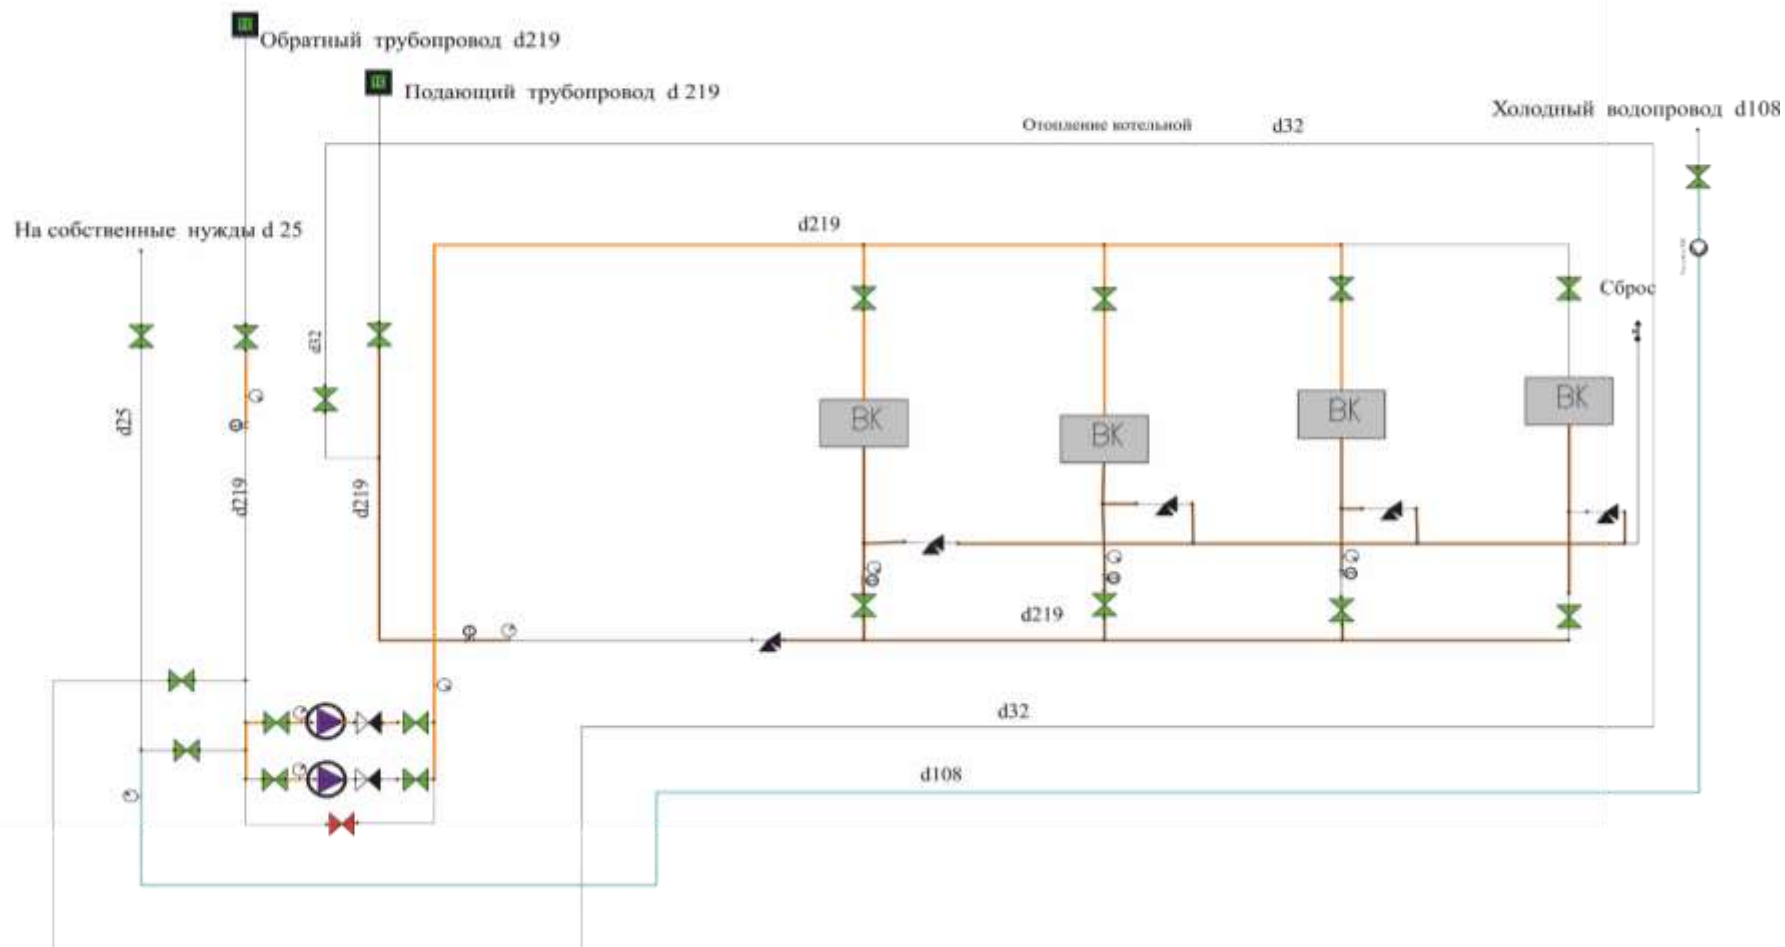 Обратный трубопровод d219
Подающий трубопровод d 219
Холодный водопровод d108
Отопление котельной d32
d219
На собственные нужды d 25
Сброс
d32
ВК
ВК
ВК
ВК
d25
d219
d219
d219
d32
d108